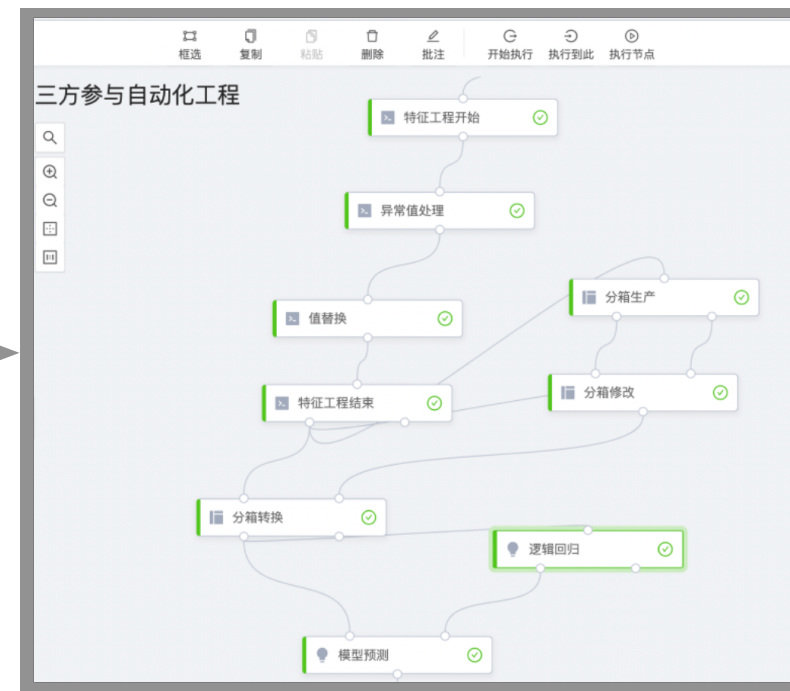 框选 复制 粘贴 删除 批注 开始执行 执行到此 执行节点
三方参与自动化工程
特征工程开始
异常值处理
分箱生产
值替换
分箱修改
特征工程结束
分箱转换
逻辑回归
模型预测